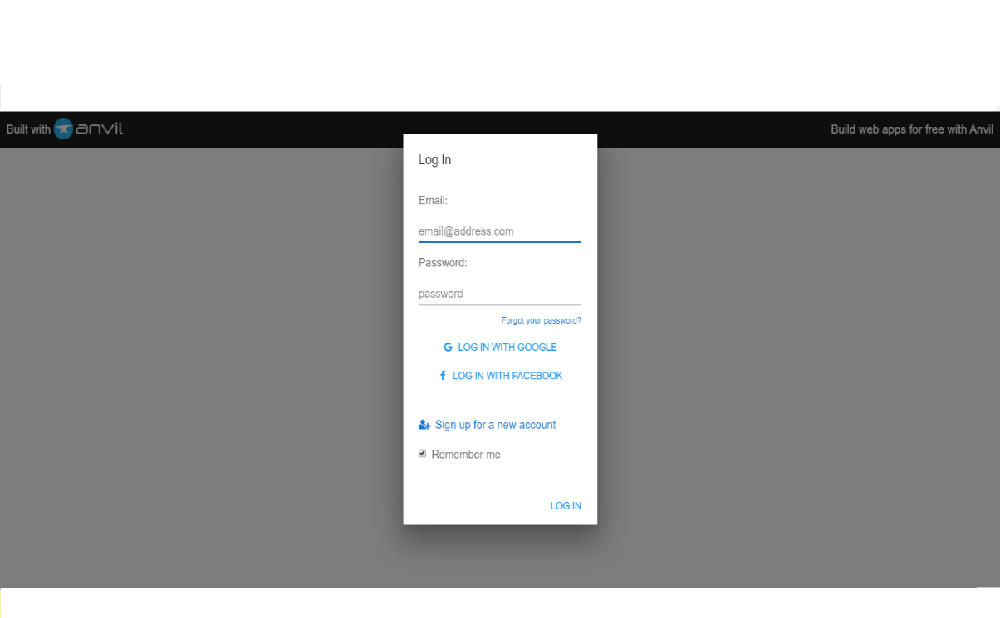 Built with anvil
Build web apps for free with Anvil
Log In
Email:
email@address.com
Password:
password
Forgot your password?
LOG IN WITH GOOGLE
LOG IN WITH FACEBOOK
Sign up for a new account
Remember me
LOG IN